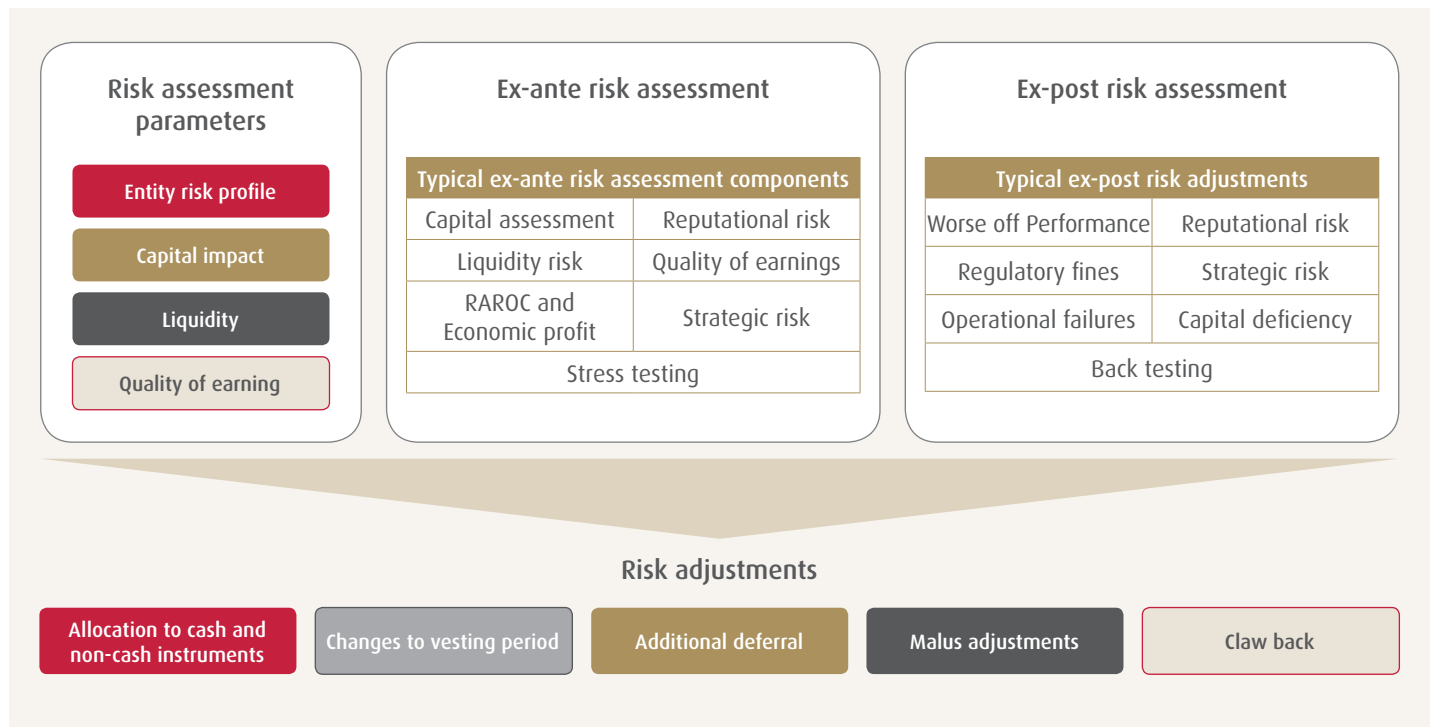 Risk assessment
parameters
Entity risk profile
Capital impact
Liquidity
Quality of earning
Ex-ante risk assessment
Typical ex-ante risk assessment components
Capital assessment
Reputational risk
Liquidity risk
Quality of earnings
RAROC and
Economic profit
Strategic risk
Stress testing
Ex-post risk assessment
Typical ex-post risk adjustments
Worse off Performance
Reputational risk
Regulatory fines
Strategic risk
Operational failures
Capital deficiency
Back testing
Risk adjustments
Allocation to cash and
non-cash instruments
Changes to vesting period
Additional deferral
Malus adjustments
Claw back